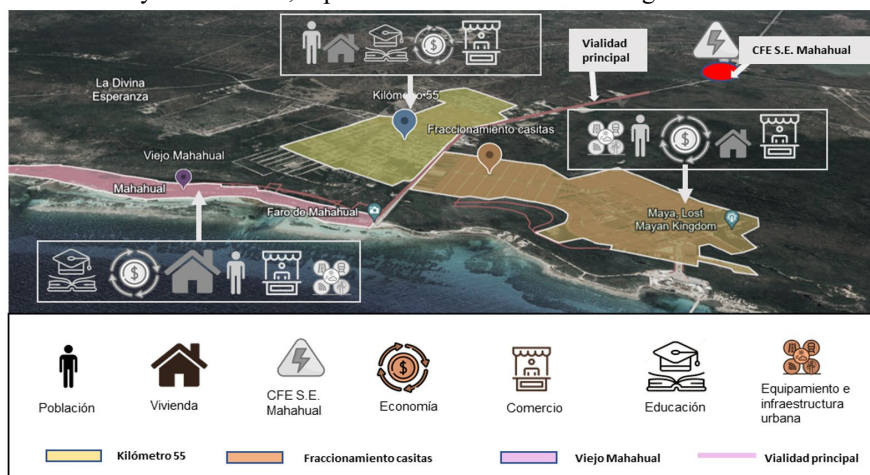 Vialidad
principal
CFE S.E. Mahahual
La Divina
Esperanza
Kilómetro 55
Fraccionamiento casitas
Viejo Mahahual
Mahahual
Faro de Mahahual
Maya, Lost
Mayan Kingdom
Población
Vivienda
CFE S.E.
Mahahual
Economía
Comercio
Educación
Equipamiento e
infraestructura
urbana
Kilómetro 55
Fraccionamiento casitas
Viejo Mahahual
Vialidad principal